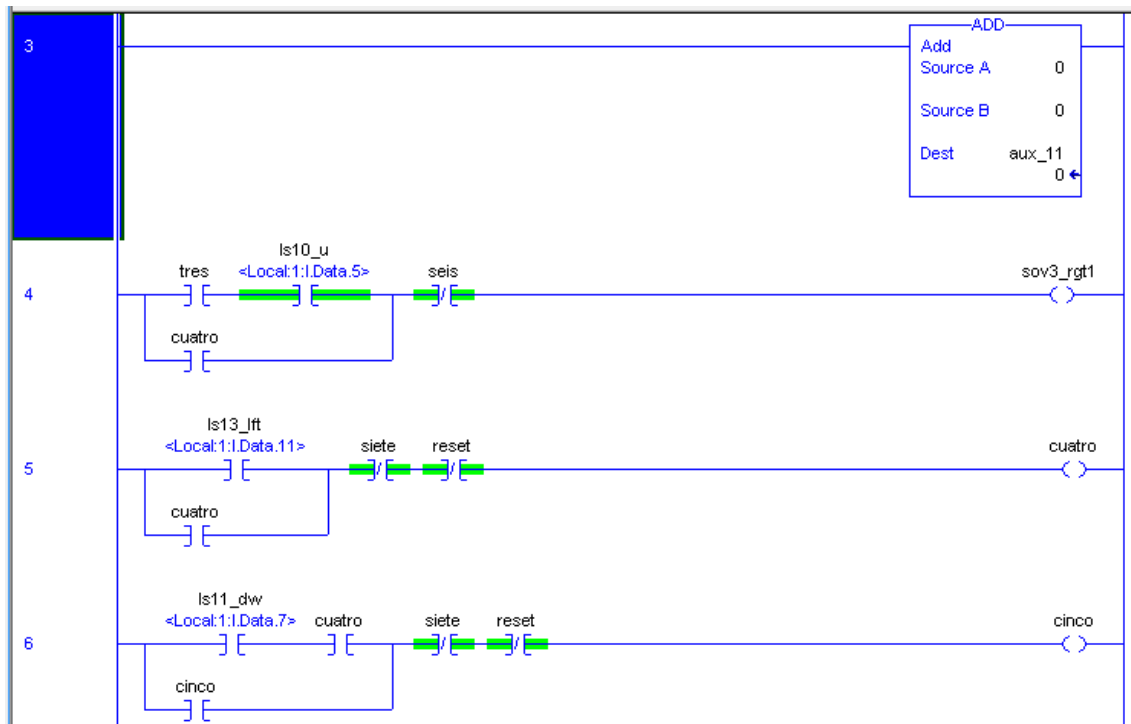 3
ADD
Add
Source A 0
Source B 0
Dest aux_11
0
ls10_u
tres <Local:1:I.Data.5> seis sov3_rgt1
4
cuatro
ls13_lft
<Local:1:I.Data.11> siete reset cuatro
5
cuatro
ls11_dw
<Local:1:I.Data.7> cuatro siete reset cinco
6
cinco